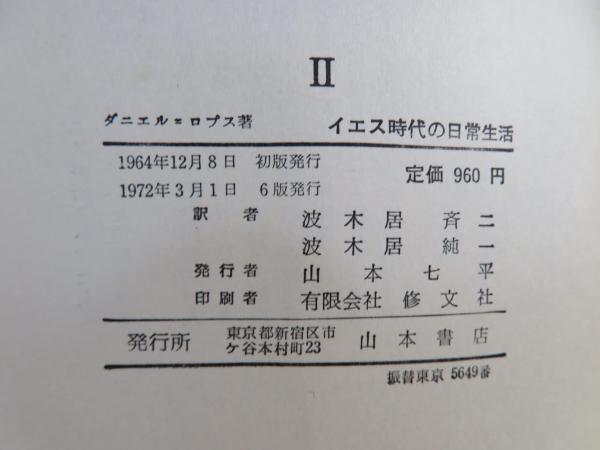 II
ダニエル=ロプス著 イエス時代の日常生活
1964年12月8日 初版発行 定価 960 円
1972年3月1日 6版発行
訳者 波木居 斉二
波木居 純一
発行者 山本七平
印刷者 有限会社 修文社
発行所 東京都新宿区市 山本書店
ケ谷本村町23
振替東京 5649番